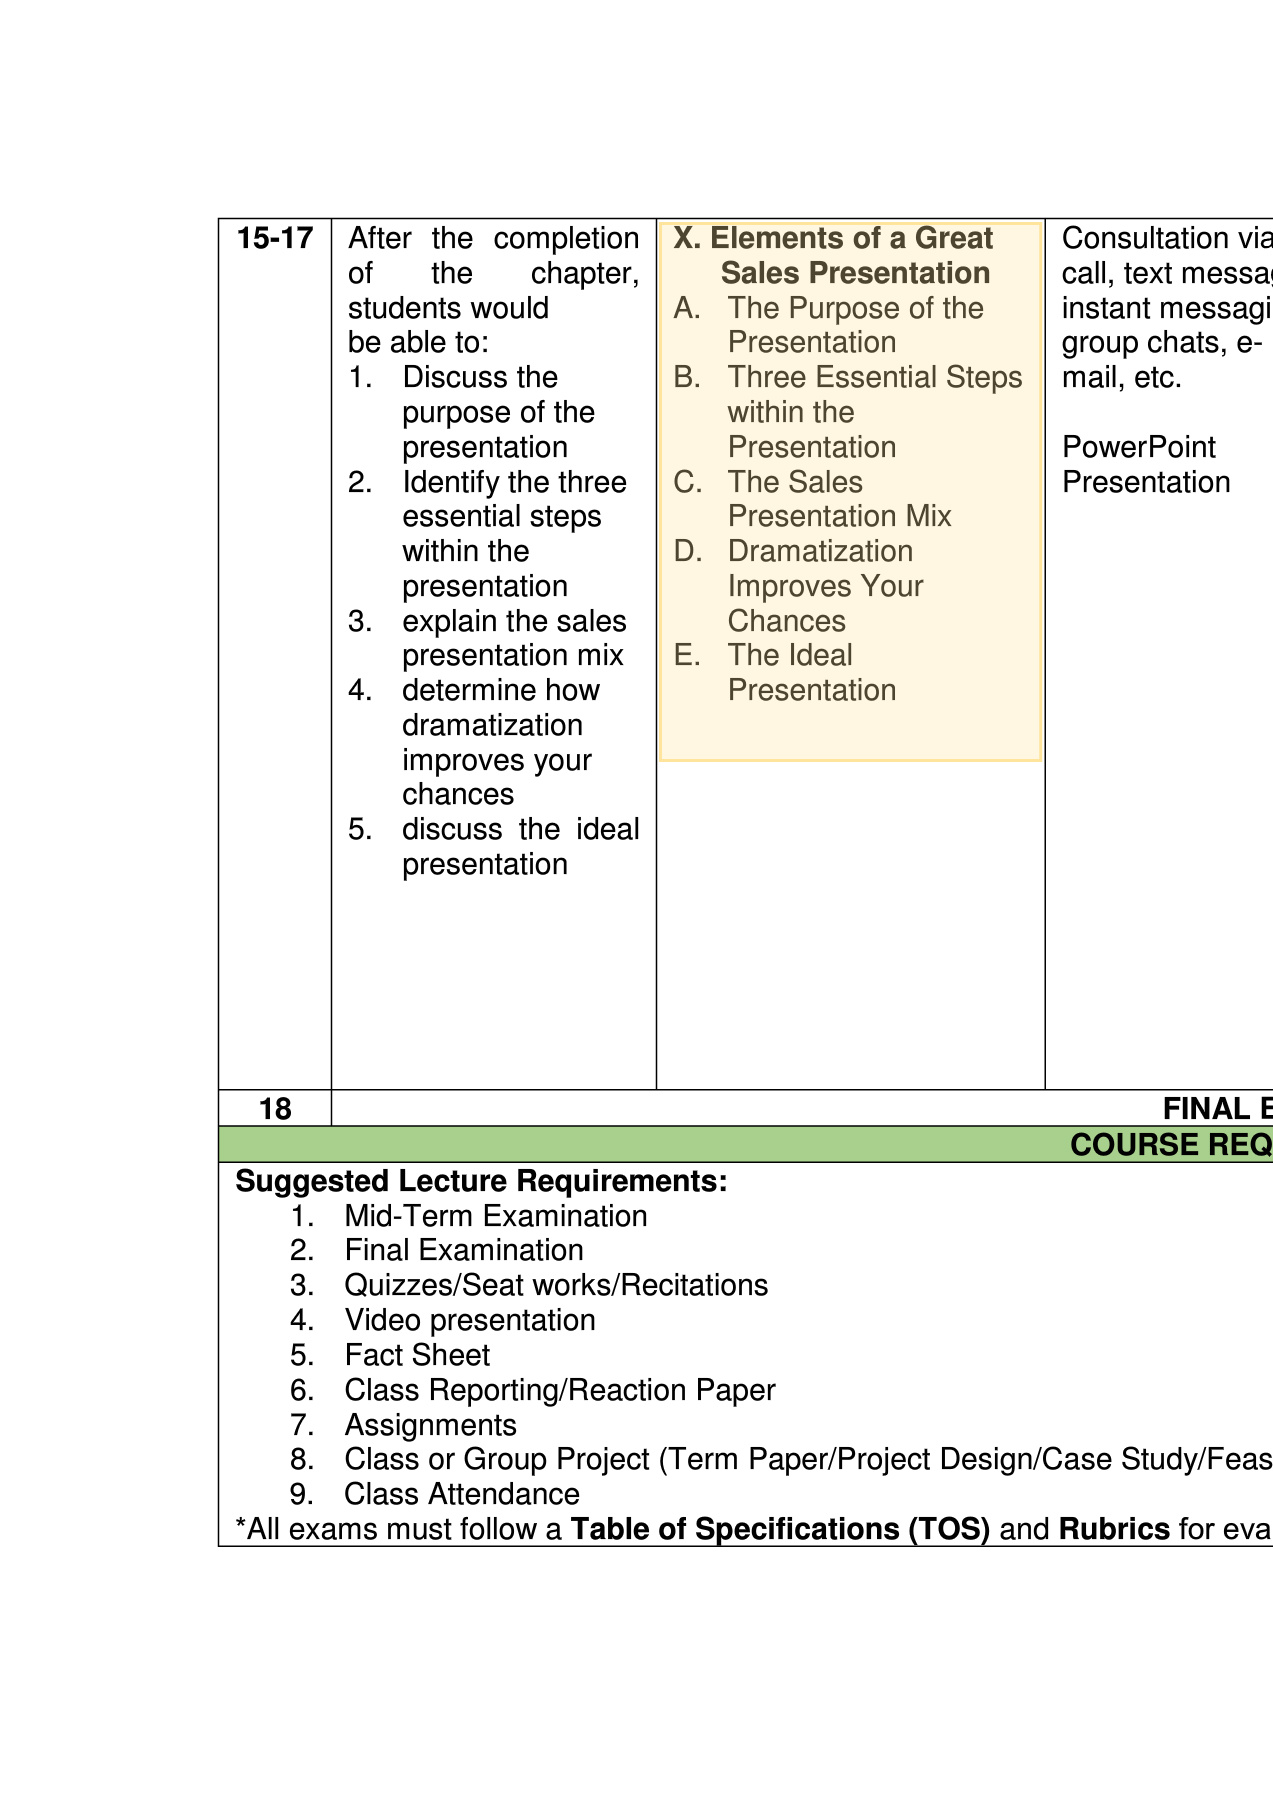 15-17
After the completion
of the chapter,
students would
be able to:
1. Discuss the
purpose of the
presentation
2. Identify the three
essential steps
within the
presentation
3. explain the sales
presentation mix
4. determine how
dramatization
improves your
chances
5. discuss the ideal
presentation
X. Elements of a Great
Sales Presentation
A. The Purpose of the
Presentation
B. Three Essential Steps
within the
Presentation
C. The Sales
Presentation Mix
D. Dramatization
Improves Your
Chances
E. The Ideal
Presentation
Consultation via
call, text messag
instant messagi
group chats, e-
mail, etc.
PowerPoint
Presentation
18
FINAL E
COURSE REQ
Suggested Lecture Requirements:
1. Mid-Term Examination
2. Final Examination
3. Quizzes/Seat works/Recitations
4. Video presentation
5. Fact Sheet
6. Class Reporting/Reaction Paper
7. Assignments
8. Class or Group Project (Term Paper/Project Design/Case Study/Feas
9. Class Attendance
*All exams must follow a Table of Specifications (TOS) and Rubrics for eva